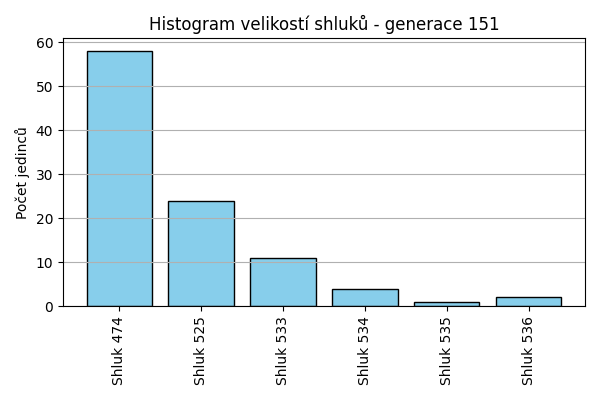 Histogram velikostí shluků - generace 151
Počet jedinců
60
50
40
30
20
10
0
Shluk 474
Shluk 525
Shluk 533
Shluk 534
Shluk 535
Shluk 536